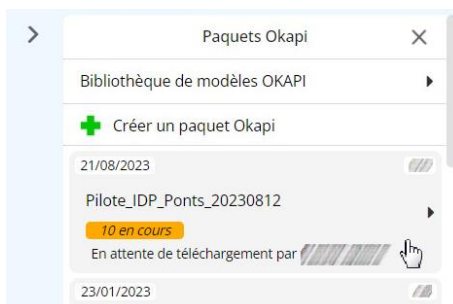 Paquets Okapi
Bibliothèque de modèles OKAPI
Créer un paquet Okapi
21/08/2023
Pilote_IDP_Ponts_20230812
10 en cours
En attente de téléchargement par
23/01/2023